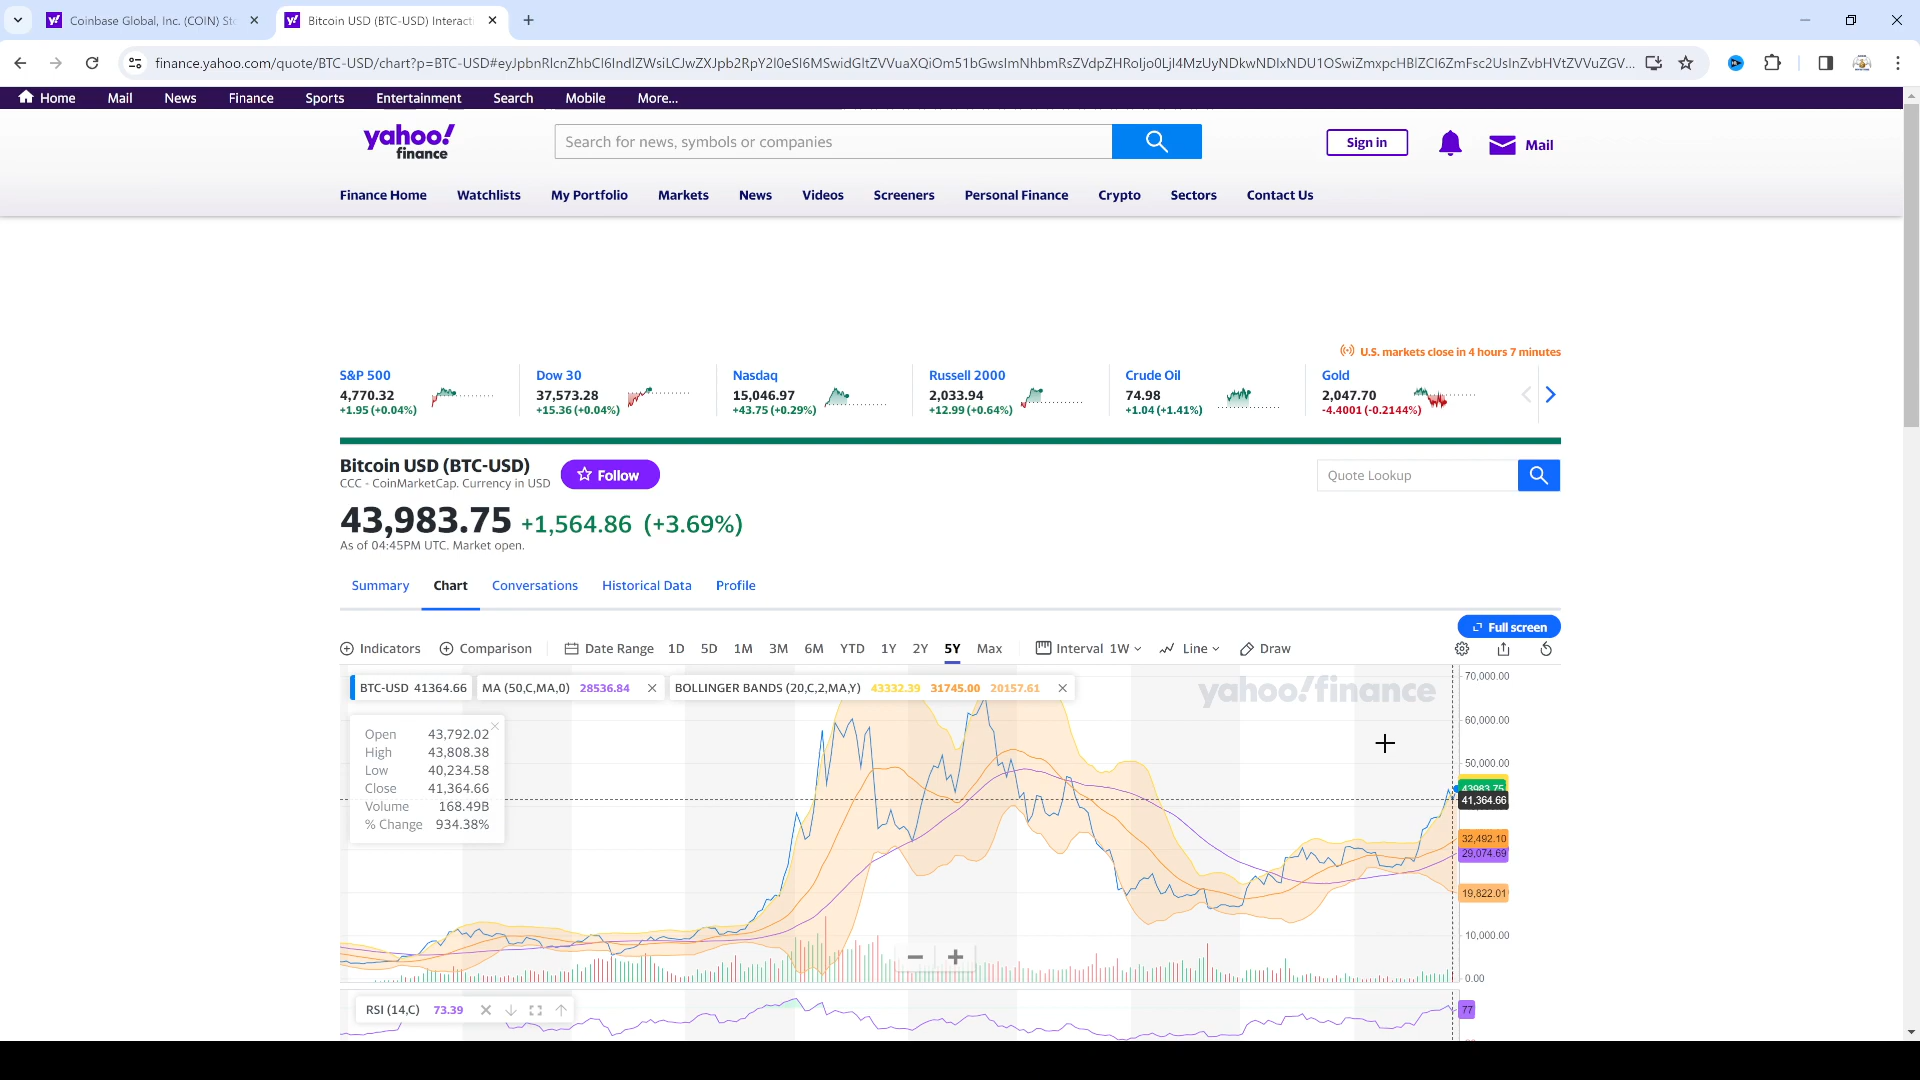 Coinbase Global, Inc. (COIN) Sto
Bitcoin USD (BTC-USD) Interacti
Home Mail News Finance Sports Entertainment Search Mobile More...
yahoo!
finance
Search for news, symbols or companies
Sign in
Mail
Finance Home Watchlists My Portfolio Markets News Videos Screeners Personal Finance Crypto Sectors Contact Us
U.S. markets close in 4 hours 7 minutes
S&P 500
4,770.32
+1.95 (+0.04%)
Dow 30
37,573.28
+15.36 (+0.04%)
Nasdaq
15,046.97
+43.75 (+0.29%)
Russell 2000
2,033.94
+12.99 (+0.64%)
Crude Oil
74.98
+1.04 (+1.41%)
Gold
2,047.70
-4.4001 (-0.2144%)
Bitcoin USD (BTC-USD)
CCC - CoinMarketCap. Currency in USD
Follow
Quote Lookup
43,983.75 +1,564.86 (+3.69%)
As of 04:45PM UTC. Market open.
Summary Chart Conversations Historical Data Profile
Full screen
Indicators Comparison Date Range 1D 5D 1M 3M 6M YTD 1Y 2Y 5Y Max Interval 1W Line Draw
BTC-USD 41364.66 MA (50,C,MA,0) 28536.84 BOLLINGER BANDS (20,C,2,MA,Y) 43332.39 31745.00 20157.61
yahoo!finance
Open 43,792.02
High 43,808.38
Low 40,234.58
Close 41,364.66
Volume 168.49B
% Change 934.38%
70,000.00
60,000.00
50,000.00
43983.75
41,364.66
32,492.10
29,074.69
19,822.01
10,000.00
0.00
RSI (14,C) 73.39
77